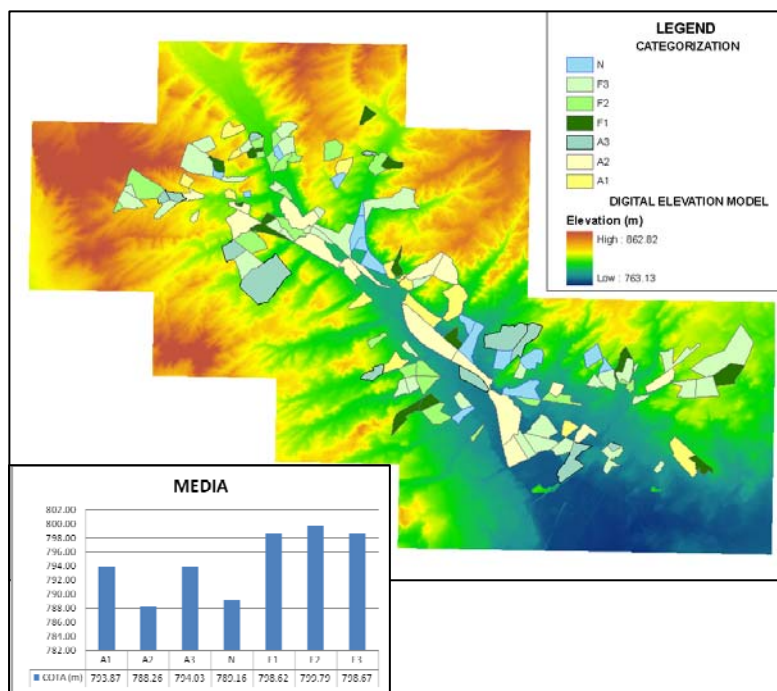 LEGEND
CATEGORIZATION
N
F3
F2
F1
A3
A2
A1
DIGITAL ELEVATION MODEL
Elevation (m)
High : 862.82
Low : 763.13
MEDIA
802.00
800.00
798.00
796.00
794.00
792.00
790.00
788.00
786.00
784.00
782.00
A1 A2 A3 N F1 F2 F3
COTA (m) 793.87 788.26 794.03 789.16 798.62 799.79 798.67